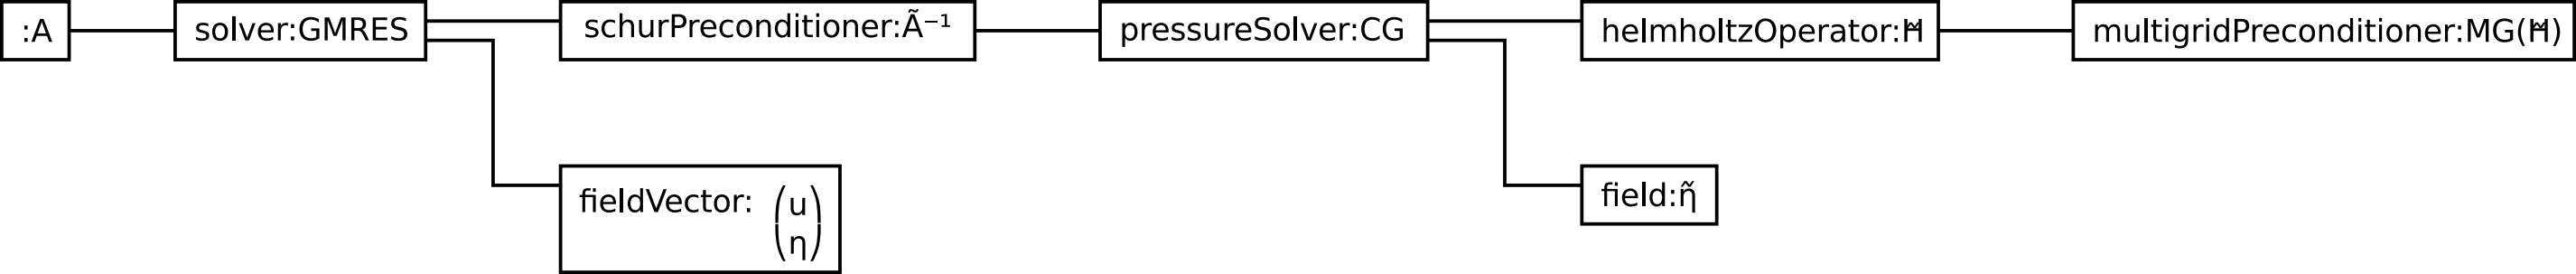 :A
solver:GMRES
schurPreconditioner:Ã⁻¹
pressureSolver:CG
helmholtzOperator:H̃
multigridPreconditioner:MG(H̃)
fieldVector: (u
η)
field:η̃